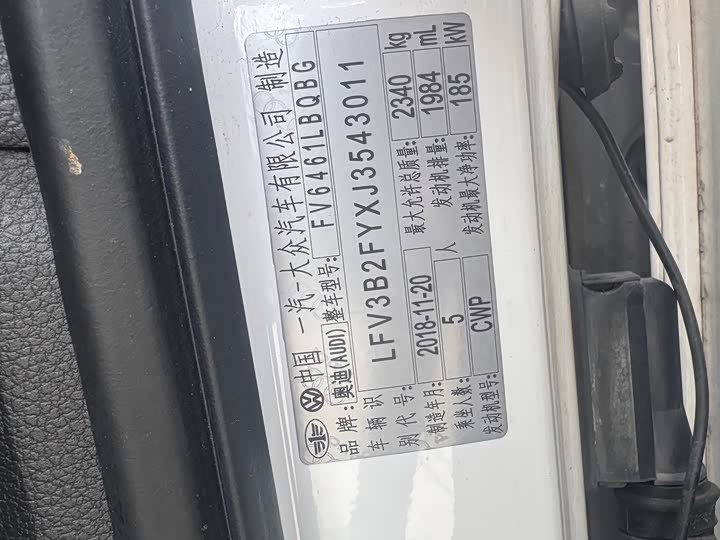 中国 一汽-大众汽车有限公司 制造
品牌: 奥迪(AUDI) 整车型号: FV6461LBQBG
车辆识别代号: LFV3B2FYXJ3543011
制造年月: 2018-11-20 最大允许总质量: 2340 kg
乘坐人数: 5 人 发动机排量: 1984 mL
发动机型号: CWP 发动机最大净功率: 185 kW